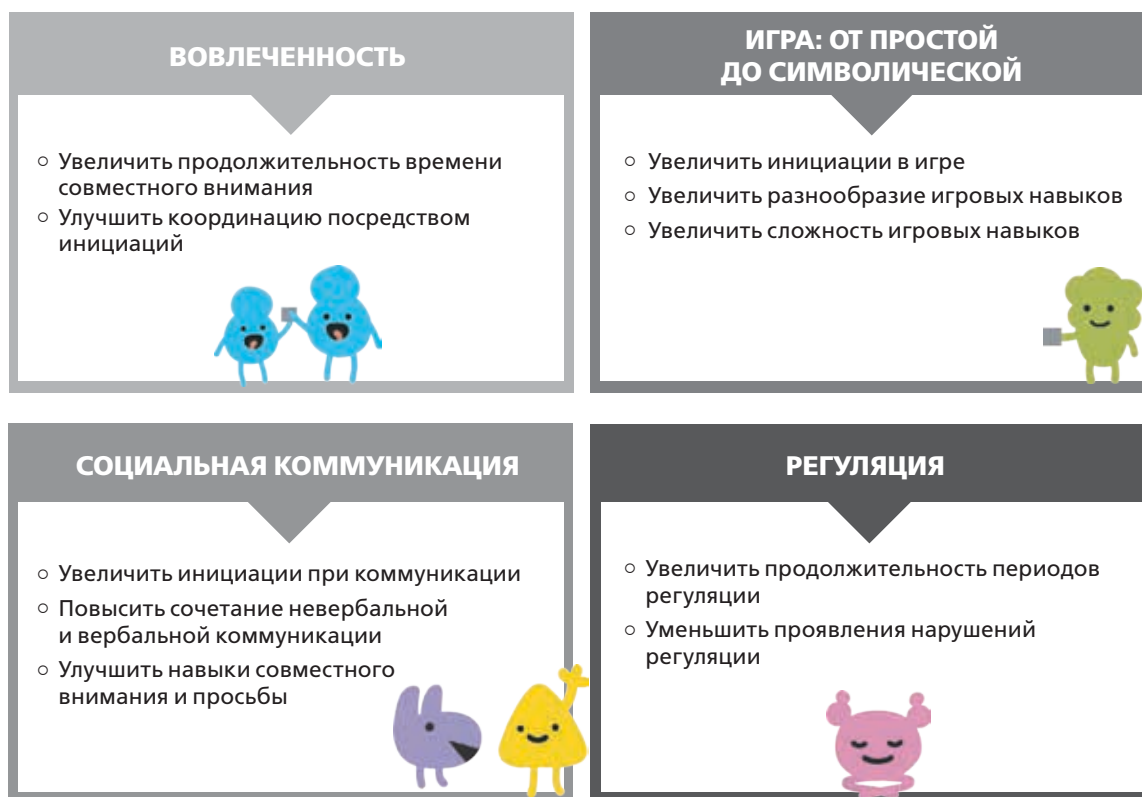 ВОВЛЕЧЕННОСТЬ
○ Увеличить продолжительность времени
совместного внимания
○ Улучшить координацию посредством
инициаций
ИГРА: ОТ ПРОСТОЙ
ДО СИМВОЛИЧЕСКОЙ
○ Увеличить инициации в игре
○ Увеличить разнообразие игровых навыков
○ Увеличить сложность игровых навыков
СОЦИАЛЬНАЯ КОММУНИКАЦИЯ
○ Увеличить инициации при коммуникации
○ Повысить сочетание невербальной
и вербальной коммуникации
○ Улучшить навыки совместного
внимания и просьбы
РЕГУЛЯЦИЯ
○ Увеличить продолжительность периодов
регуляции
○ Уменьшить проявления нарушений
регуляции